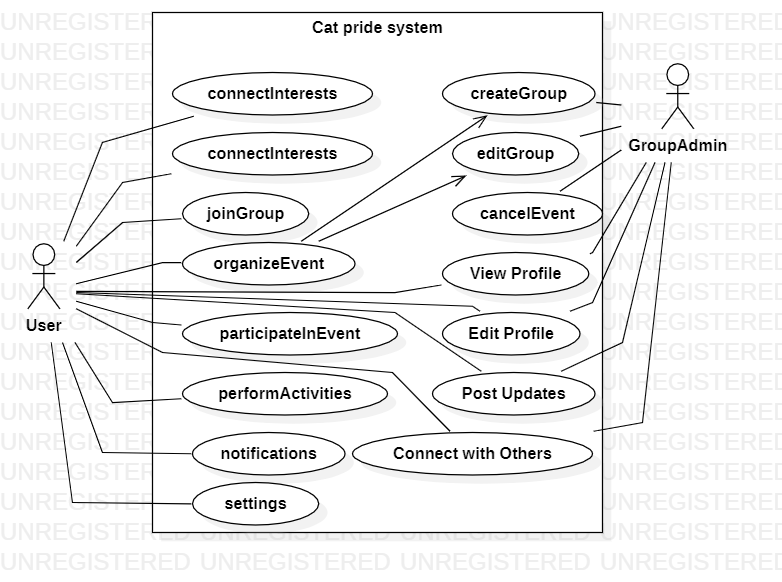 Cat pride system
connectInterests
createGroup
connectInterests
editGroup
GroupAdmin
joinGroup
cancelEvent
organizeEvent
View Profile
User
participateInEvent
Edit Profile
performActivities
Post Updates
notifications
Connect with Others
settings
UNREGISTERED UNREGISTERED UNREGISTERED UNREGISTERED